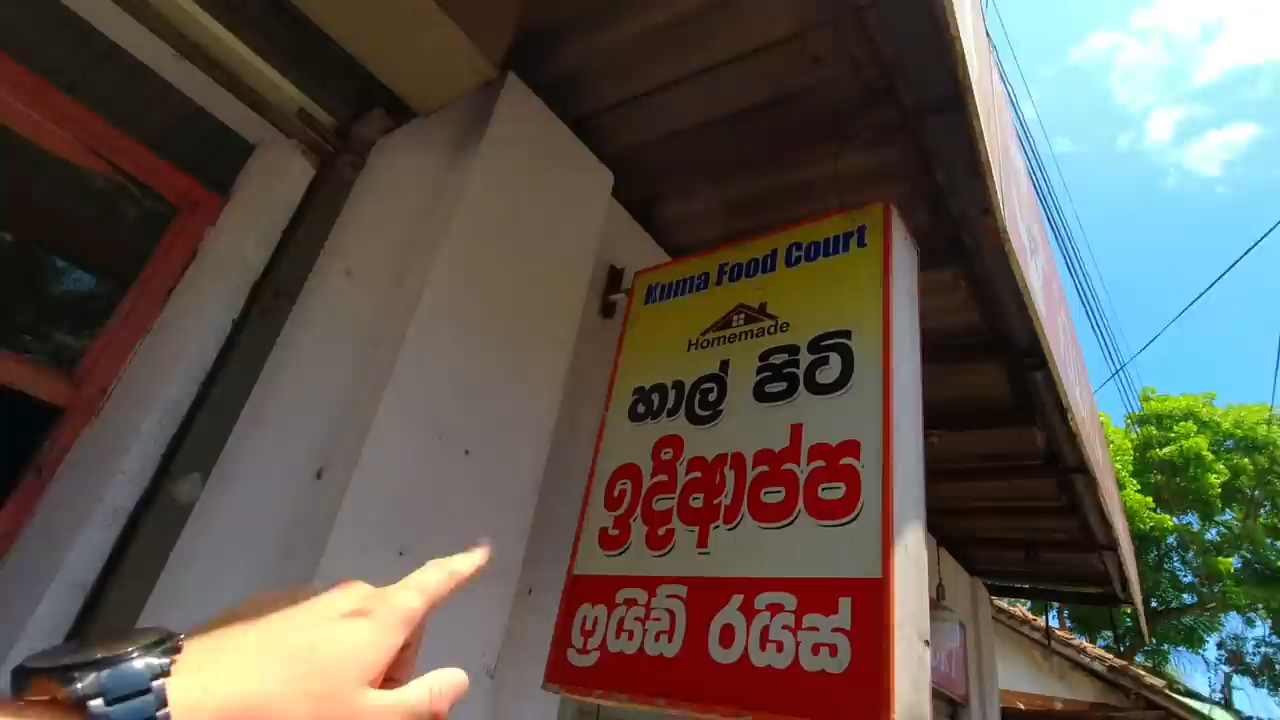 Kuma Food Court
Homemade
හාල් පිටි
ඉදිආප්ප
ෆ්‍රයිඩ් රයිස්